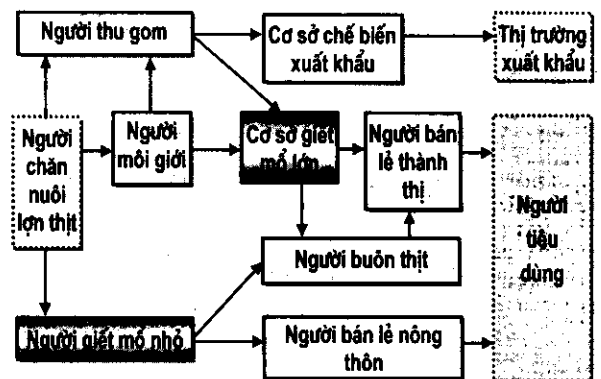 Người thu gom
Cơ sở chế biến
xuất khẩu
Thị trường
xuất khẩu
Người
chăn
nuôi
lợn thịt
Người
môi giới
Cơ sở giết
mổ lớn
Người bán
lẻ thành
thị
Người
tiêu
dùng
Người buôn thịt
Người giết mổ nhỏ
Người bán lẻ nông
thôn